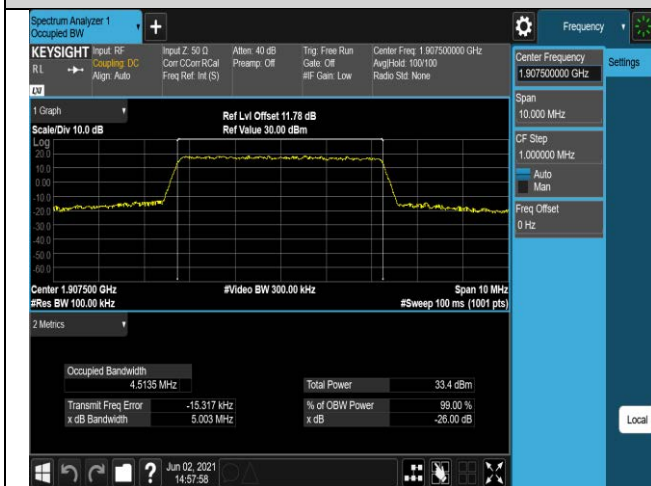 Spectrum Analyzer 1
Occupied BW
+
Frequency
KEYSIGHT
RL
LXI
Input: RF
Coupling: DC
Align: Auto
Input Z: 50 Ω
Corr CCorr RCal
Freq Ref: Int (S)
Atten: 40 dB
Preamp: Off
Trig: Free Run
Gate: Off
#IF Gain: Low
Center Freq: 1.907500000 GHz
Avg|Hold: 100/100
Radio Std: None
Center Frequency
1.907500000 GHz
Settings
Span
10.000 MHz
CF Step
1.000000 MHz
Auto
Man
Freq Offset
0 Hz
1 Graph
Scale/Div 10.0 dB
Ref Lvl Offset 11.78 dB
Ref Value 30.00 dBm
Log
20.0
10.0
0.00
-10.0
-20.0
-30.0
-40.0
-50.0
-60.0
Center 1.907500 GHz
#Res BW 100.00 kHz
#Video BW 300.00 kHz
Span 10 MHz
#Sweep 100 ms (1001 pts)
2 Metrics
Occupied Bandwidth
4.5135 MHz
Total Power 33.4 dBm
Transmit Freq Error -15.317 kHz
% of OBW Power 99.00 %
x dB Bandwidth 5.003 MHz
x dB -26.00 dB
Local
?
Jun 02, 2021
14:57:58